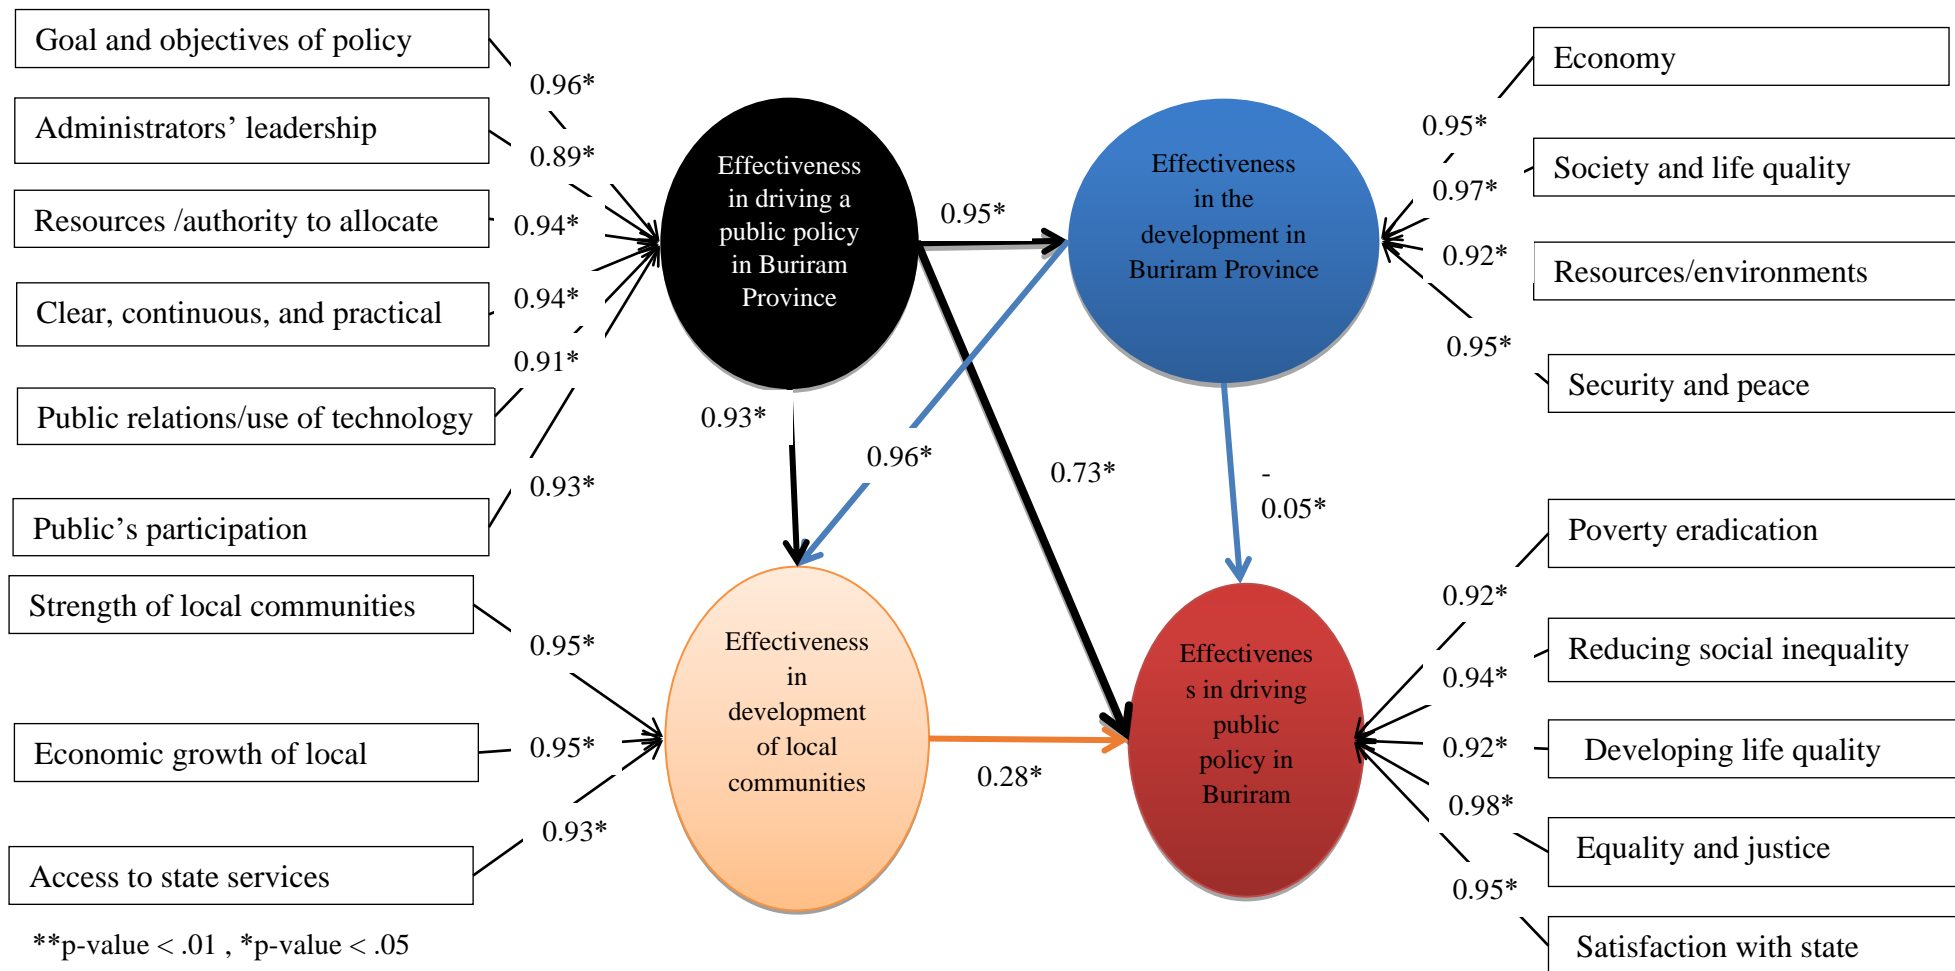 Goal and objectives of policy
0.96*
Administrators' leadership
0.89*
Resources /authority to allocate
0.94*
Clear, continuous, and practical
0.94*
0.91*
Public relations/use of technology
0.93*
Public's participation
Strength of local communities
0.95*
Economic growth of local
0.95*
0.93*
Access to state services
**p-value < .01 , *p-value < .05
Effectiveness
in driving a
public policy
in Buriram
Province
0.95*
0.93*
0.96*
0.73*
-
0.05*
0.28*
Effectiveness
in the
development in
Buriram Province
Effectiveness
in
development
of local
communities
Effectivenes
s in driving
public
policy in
Buriram
Economy
0.95*
Society and life quality
0.97*
0.92*
Resources/environments
0.95*
Security and peace
Poverty eradication
0.92*
Reducing social inequality
0.94*
0.92*
Developing life quality
0.98*
Equality and justice
0.95*
Satisfaction with state